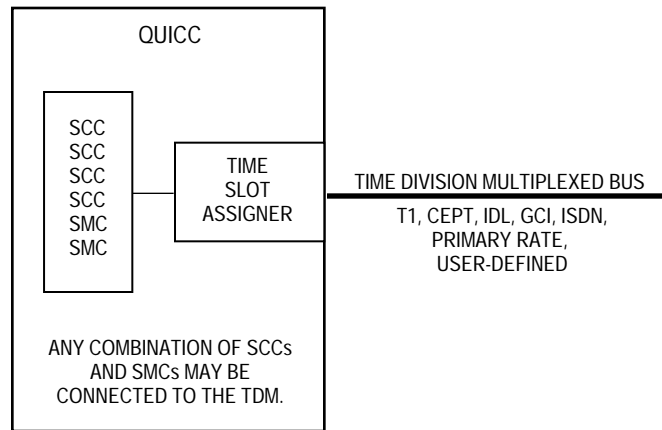 QUICC
SCC
SCC
SCC
SCC
SMC
SMC
TIME
SLOT
ASSIGNER
TIME DIVISION MULTIPLEXED BUS
T1, CEPT, IDL, GCI, ISDN,
PRIMARY RATE,
USER-DEFINED
ANY COMBINATION OF SCCs
AND SMCs MAY BE
CONNECTED TO THE TDM.